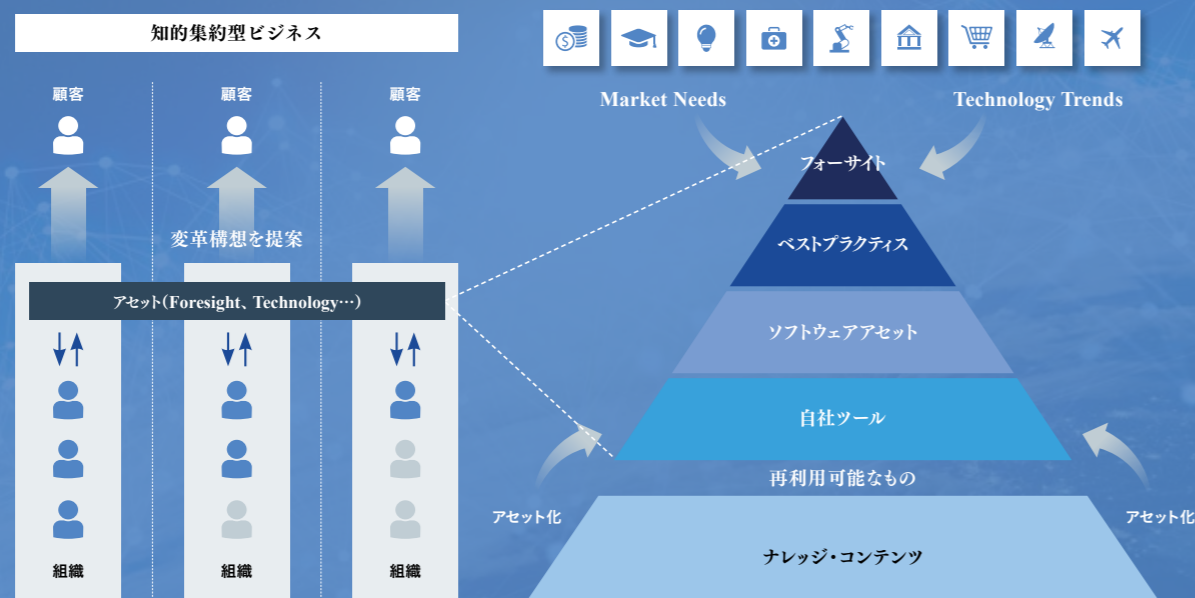 知的集約型ビジネス
顧客
顧客
顧客
変革構想を提案
アセット(Foresight、Technology…)
組織
組織
組織
Market Needs
Technology Trends
フォーサイト
ベストプラクティス
ソフトウェアアセット
自社ツール
再利用可能なもの
アセット化
アセット化
ナレッジ・コンテンツ